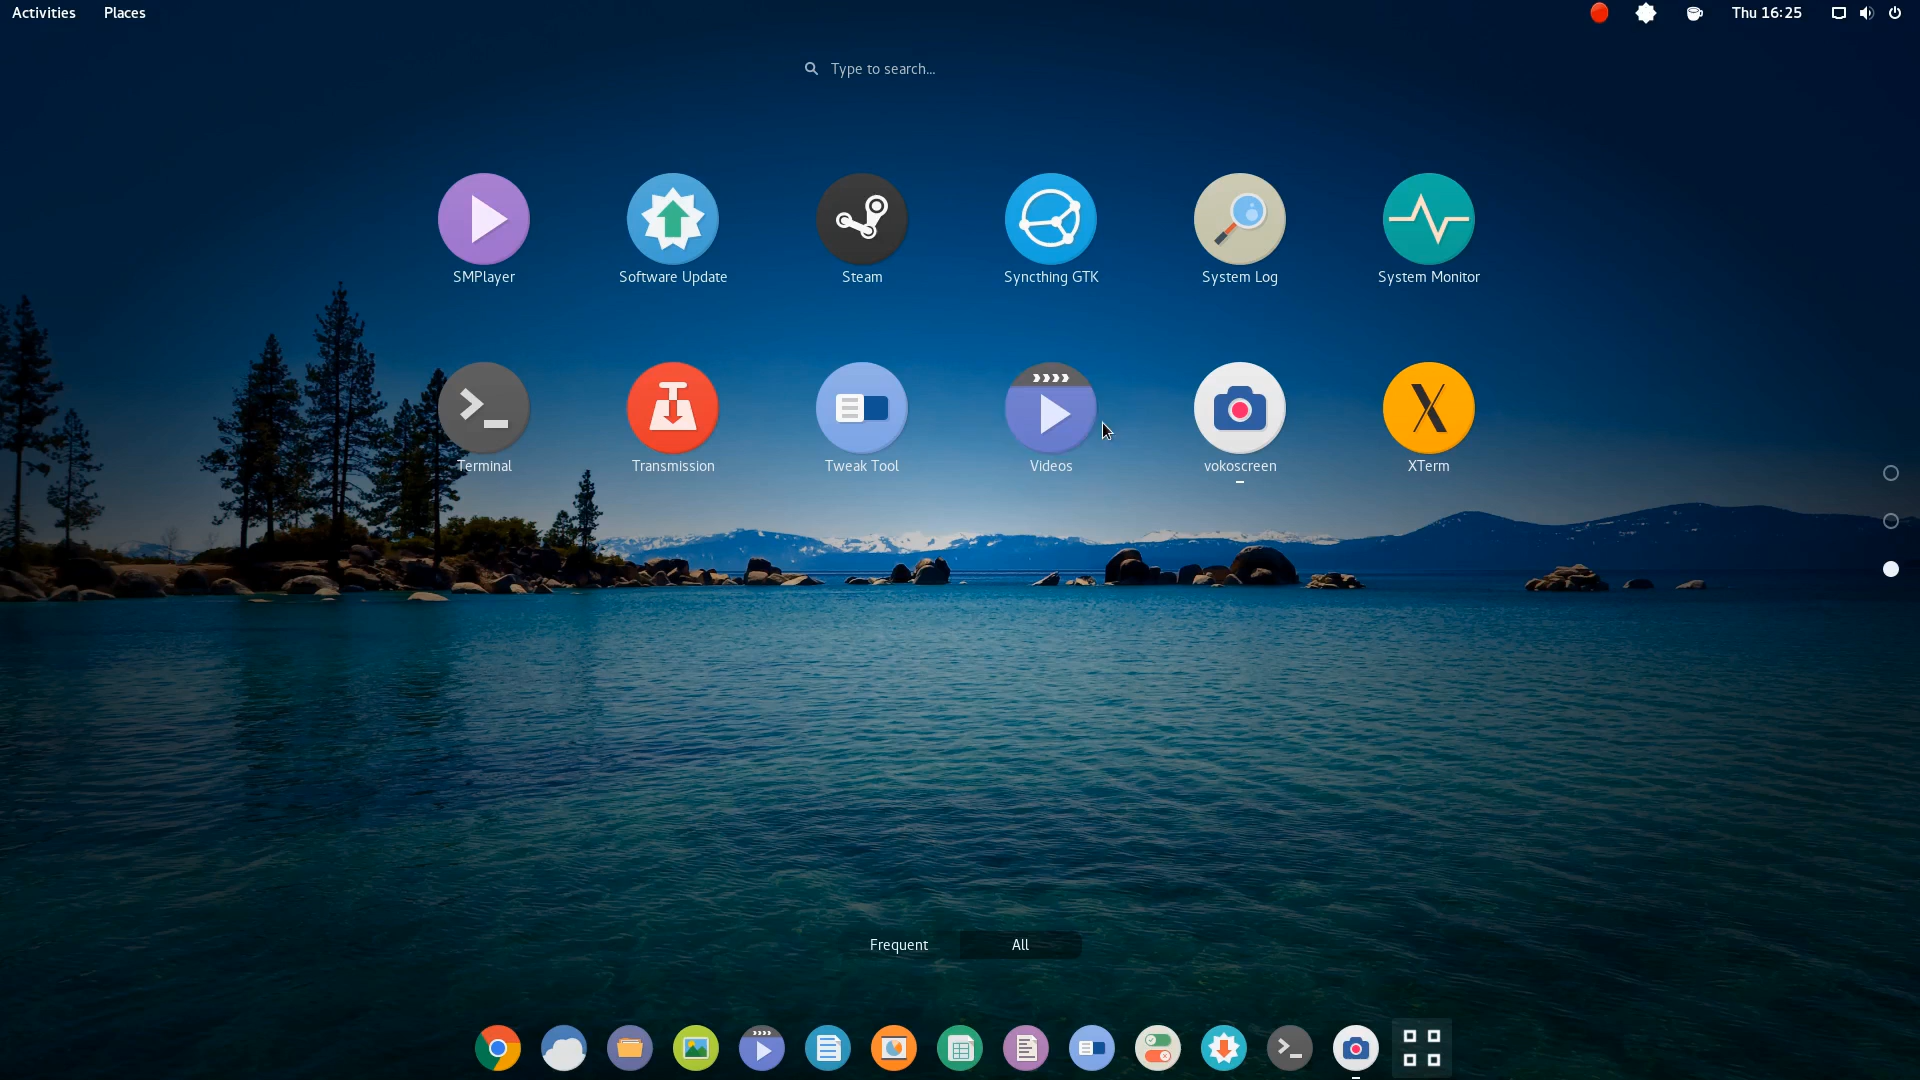 Activities Places Thu 16:25
Type to search...
SMPlayer Software Update Steam Syncthing GTK System Log System Monitor
Terminal Transmission Tweak Tool Videos vokoscreen XTerm
Frequent All